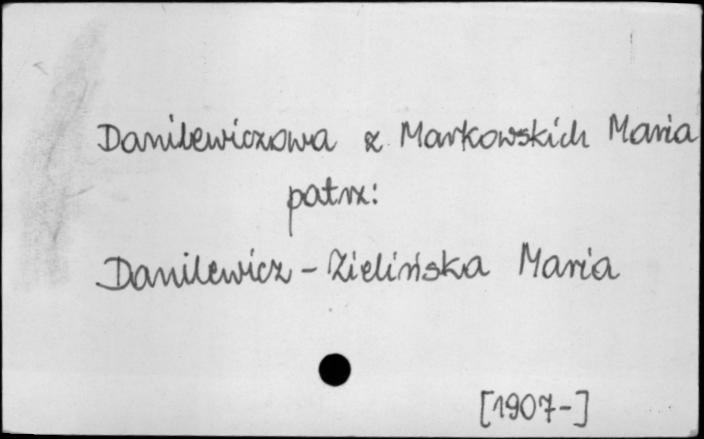 Danilewiczowa z Markowskich Maria
patrz:
Danilewicz-Zielińska Maria
[1907-]